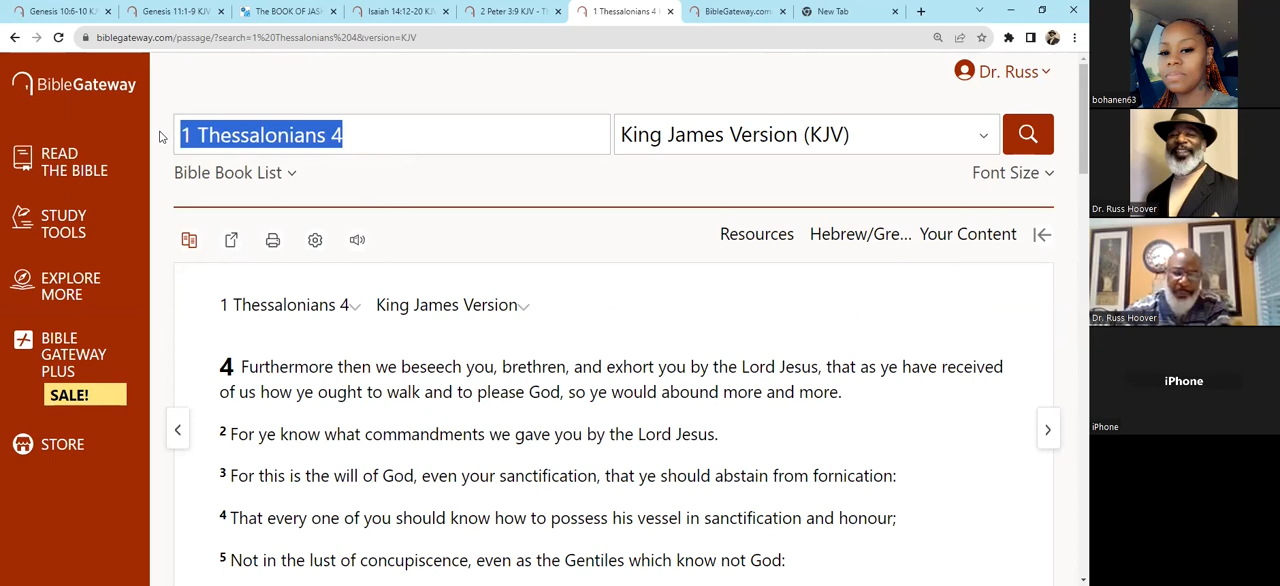 Genesis 10:6-10 KJV
Genesis 11:1-9 KJV
The BOOK OF JASH
Isaiah 14:12-20 KJV
2 Peter 3:9 KJV - Th
1 Thessalonians 4
BibleGateway.com
New Tab
biblegateway.com/passage/?search=1%20Thessalonians%204&version=KJV
BibleGateway
Dr. Russ
1 Thessalonians 4
King James Version (KJV)
Bible Book List
Font Size
READ
THE BIBLE
STUDY
TOOLS
EXPLORE
MORE
BIBLE
GATEWAY
PLUS
SALE!
STORE
Resources
Hebrew/Gre...
Your Content
1 Thessalonians 4
King James Version
4 Furthermore then we beseech you, brethren, and exhort you by the Lord Jesus, that as ye have received
of us how ye ought to walk and to please God, so ye would abound more and more.
2 For ye know what commandments we gave you by the Lord Jesus.
3 For this is the will of God, even your sanctification, that ye should abstain from fornication:
4 That every one of you should know how to possess his vessel in sanctification and honour;
5 Not in the lust of concupiscence, even as the Gentiles which know not God:
bohanen63
Dr. Russ Hoover
Dr. Russ Hoover
iPhone
iPhone